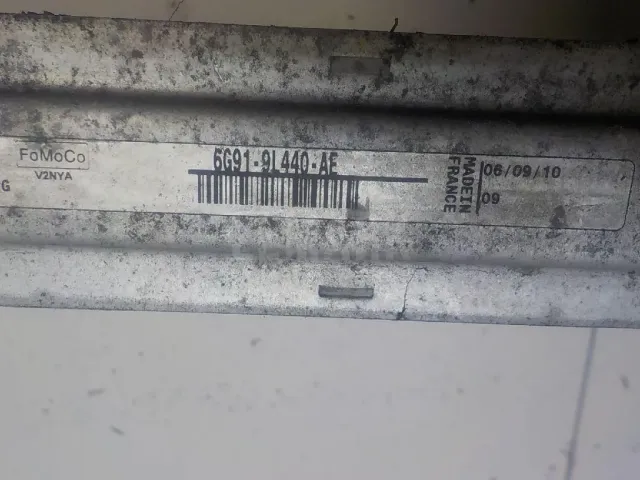 FoMoCo
V2NYA
G
6G91-9L440-AE
MADE IN
FRANCE
06/09/10
09